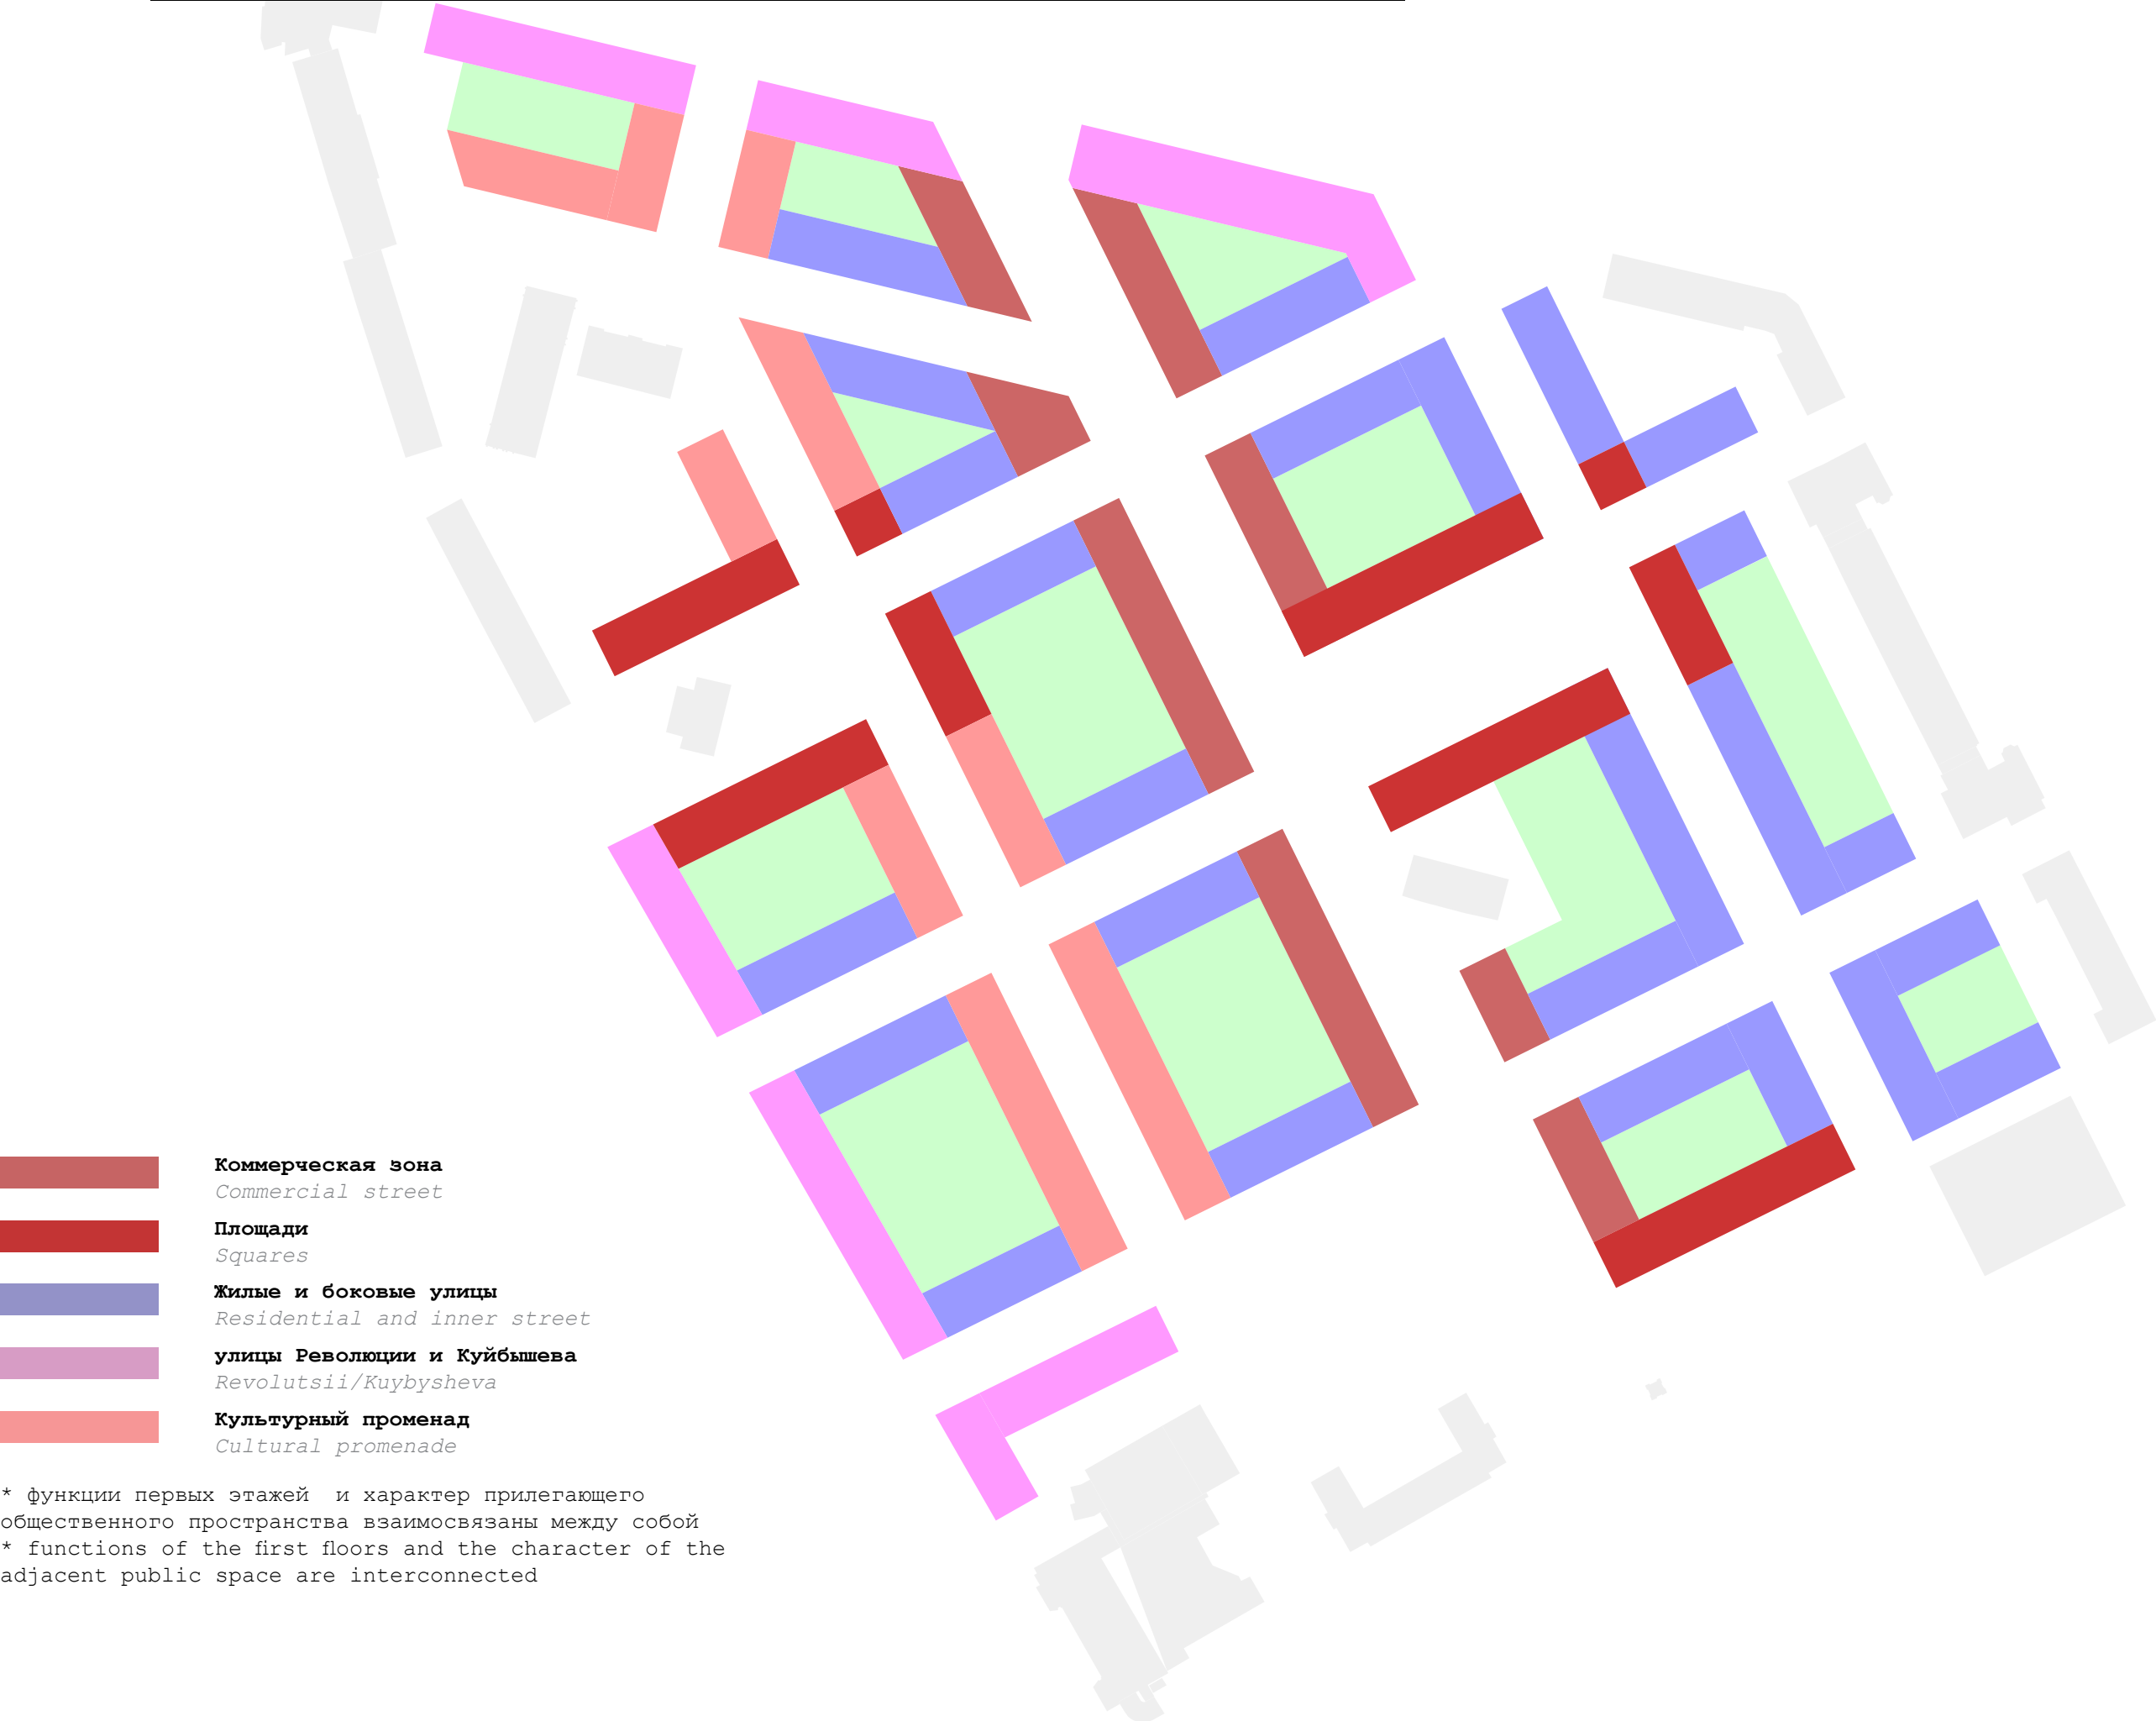 Коммерческая зона
Commercial street
Площади
Squares
Жилые и боковые улицы
Residential and inner street
улицы Революции и Куйбышева
Revolutsii/Kuybysheva
Культурный променад
Cultural promenade
* функции первых этажей и характер прилегающего
общественного пространства взаимосвязаны между собой
* functions of the first floors and the character of the
adjacent public space are interconnected